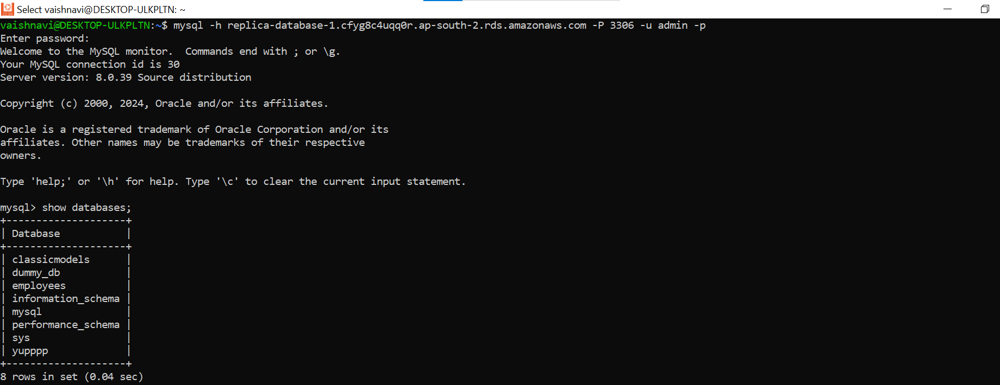 Select vaishnavi@DESKTOP-ULKPLTN: ~
vaishnavi@DESKTOP-ULKPLTN:~$ mysql -h replica-database-1.cfyg8c4uqq0r.ap-south-2.rds.amazonaws.com -P 3306 -u admin -p
Enter password:
Welcome to the MySQL monitor.  Commands end with ; or \g.
Your MySQL connection id is 30
Server version: 8.0.39 Source distribution
Copyright (c) 2000, 2024, Oracle and/or its affiliates.
Oracle is a registered trademark of Oracle Corporation and/or its
affiliates. Other names may be trademarks of their respective
owners.
Type 'help;' or '\h' for help. Type '\c' to clear the current input statement.
mysql> show databases;
+--------------------+
| Database           |
+--------------------+
| classicmodels      |
| dummy_db           |
| employees          |
| information_schema |
| mysql              |
| performance_schema |
| sys                |
| yupppp             |
+--------------------+
8 rows in set (0.04 sec)